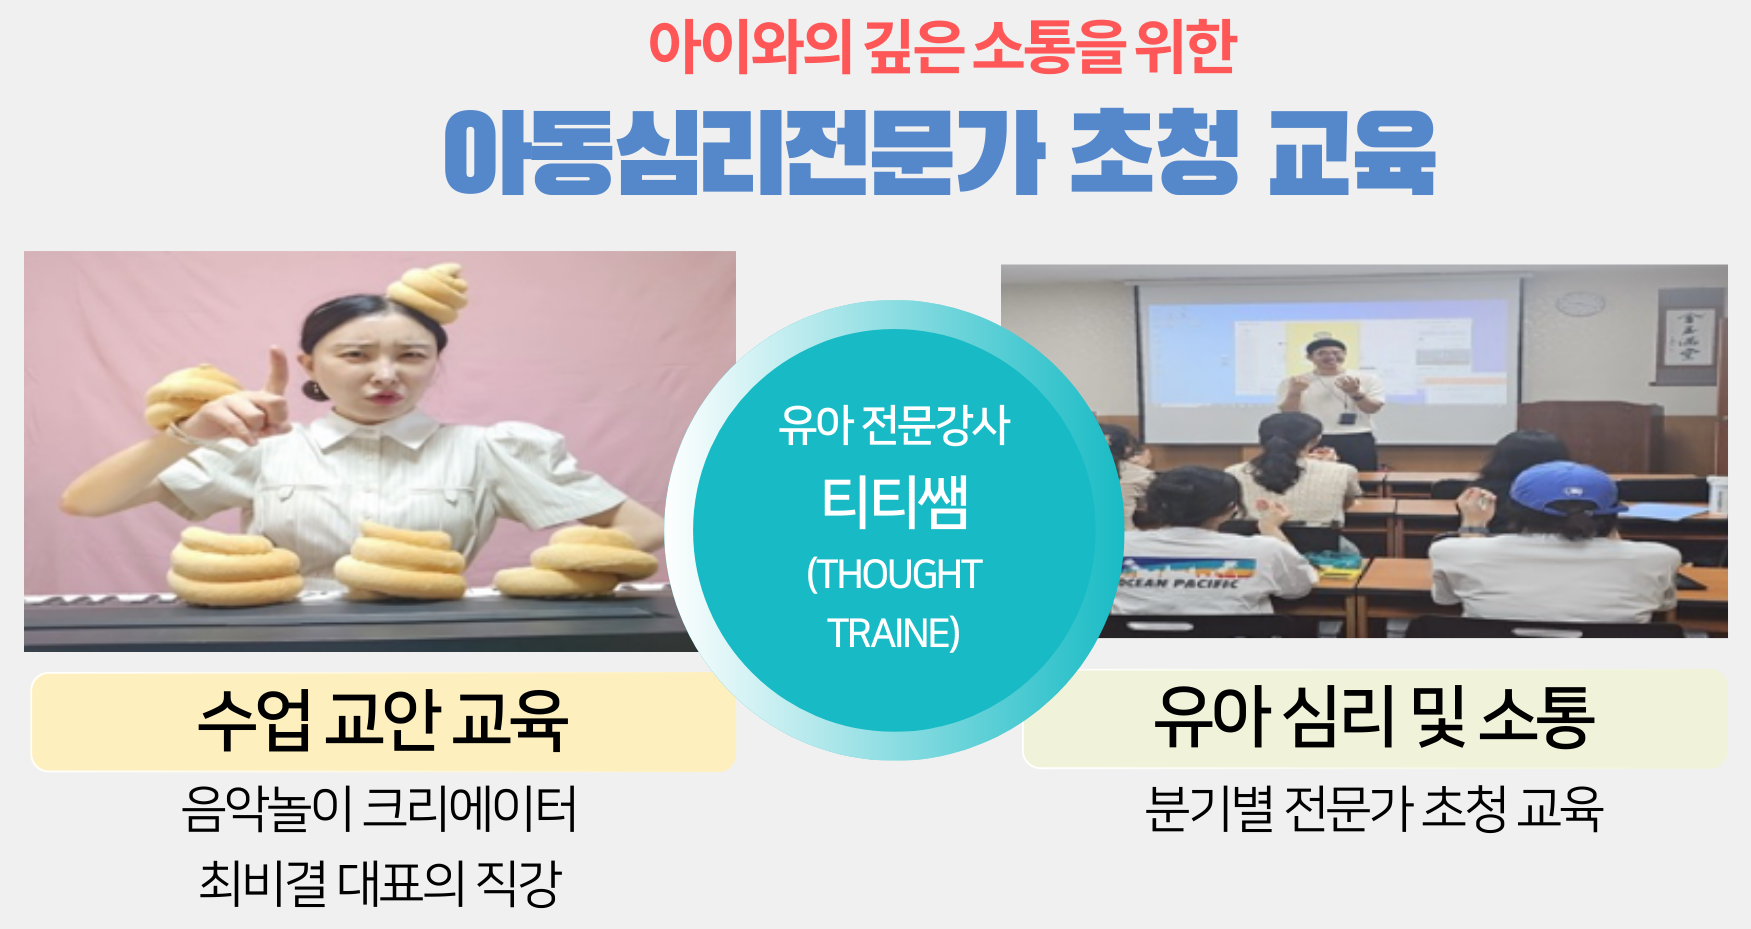 아이와의 깊은 소통을 위한
아동심리전문가 초청 교육
유아 전문강사
티티쌤
(THOUGHT
TRAINE)
OCEAN PACIFIC
수업 교안 교육
음악놀이 크리에이터
최비결 대표의 직강
유아 심리 및 소통
분기별 전문가 초청 교육